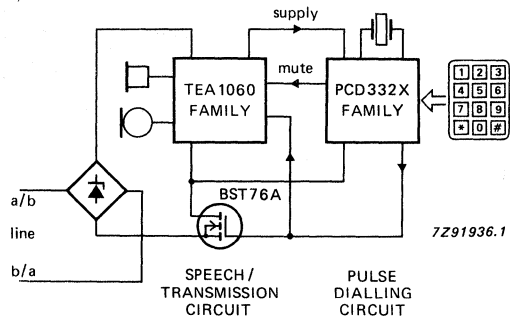 supply
mute
TEA1060
FAMILY
PCD332X
FAMILY
1 2 3
4 5 6
7 8 9
* 0 #
BST76A
a/b
line
b/a
7Z91936.1
SPEECH/
TRANSMISSION
CIRCUIT
PULSE
DIALLING
CIRCUIT